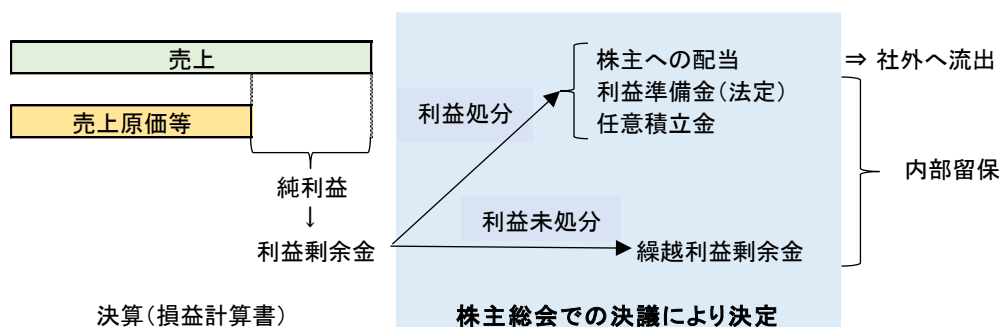 売上
売上原価等
純利益
↓
利益剰余金
決算(損益計算書)
利益処分
株主への配当
利益準備金(法定)
任意積立金
利益未処分
繰越利益剰余金
株主総会での決議により決定
⇒ 社外へ流出
内部留保